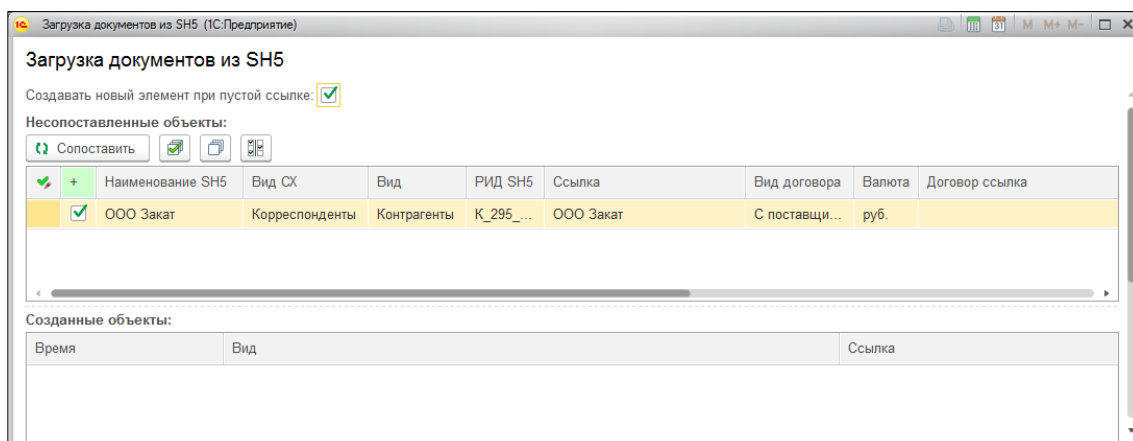 1С Загрузка документов из SH5 (1С:Предприятие) 31 M M+ M-
Загрузка документов из SH5
Создавать новый элемент при пустой ссылке:
Несопоставленные объекты:
Сопоставить
+ Наименование SH5 Вид СХ Вид РИД SH5 Ссылка Вид договора Валюта Договор ссылка
ООО Закат Корреспонденты Контрагенты К_295_... ООО Закат С поставщи... руб.
Созданные объекты:
Время Вид Ссылка